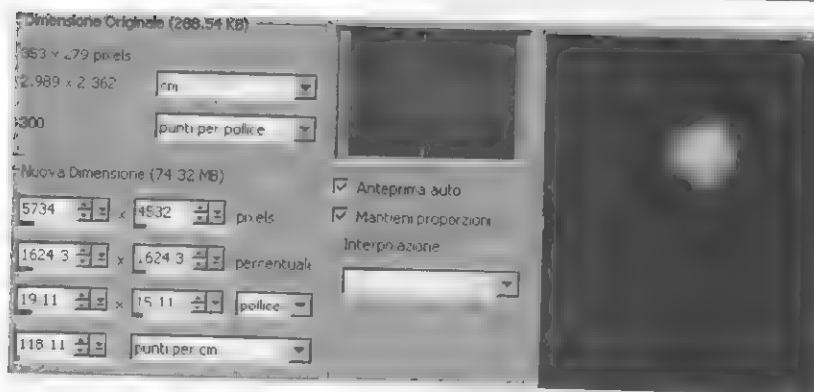 Dimensione Originale (288.54 KB)
353 x 279 pixels
2.989 x 2.362 cm
300 punti per pollice
Nuova Dimensione (74.32 MB)
5734 x 4532 pixels
1624.3 x 1624.3 percentuale
19.11 x 15.11 pollice
118.11 punti per cm
Anteprima auto
Mantieni proporzioni
Interpolazione